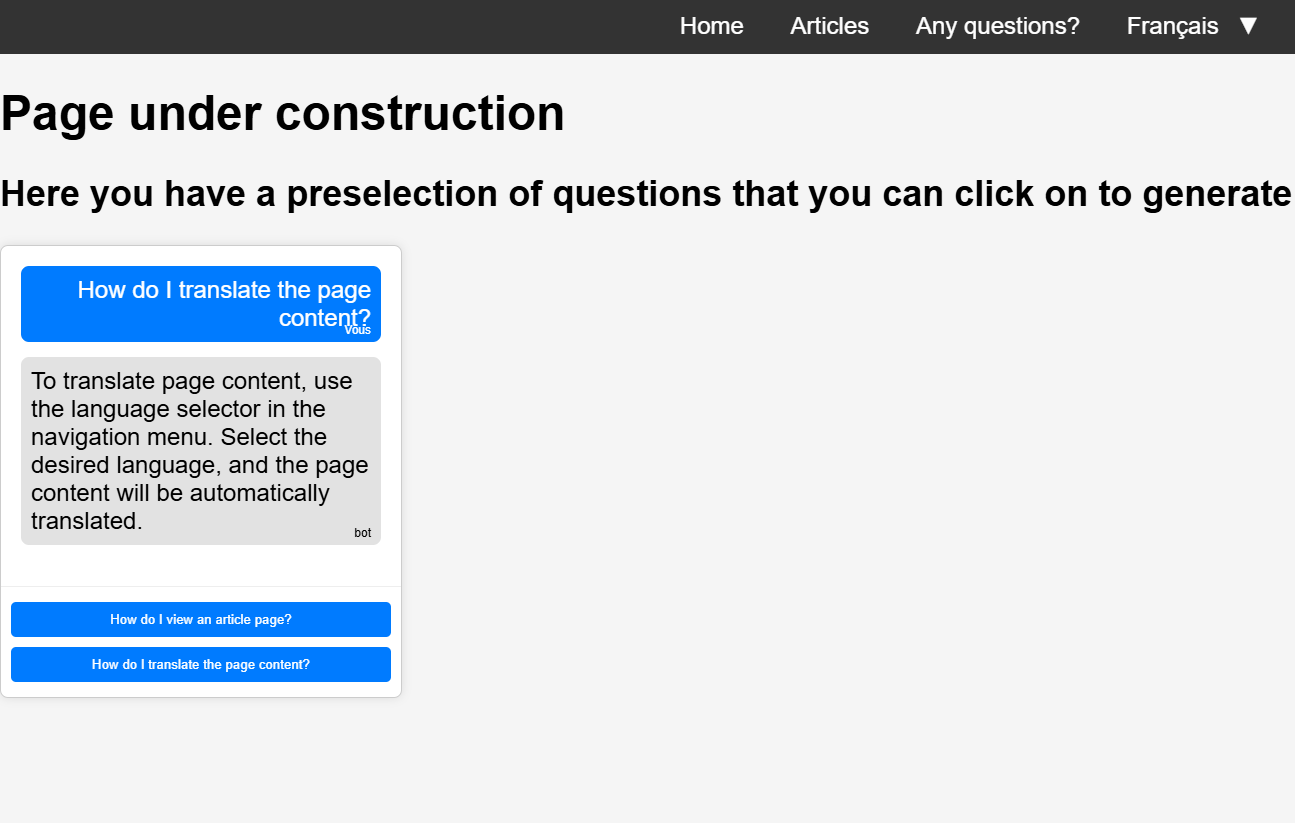 Home Articles Any questions? Français ▼
Page under construction
Here you have a preselection of questions that you can click on to generate
How do I translate the page
content?
Vous
To translate page content, use
the language selector in the
navigation menu. Select the
desired language, and the page
content will be automatically
translated.
bot
How do I view an article page?
How do I translate the page content?